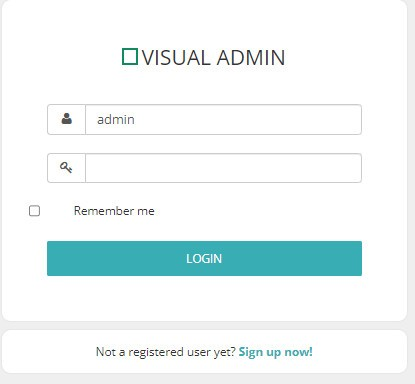 VISUAL ADMIN
admin
Remember me
LOGIN
Not a registered user yet? Sign up now!